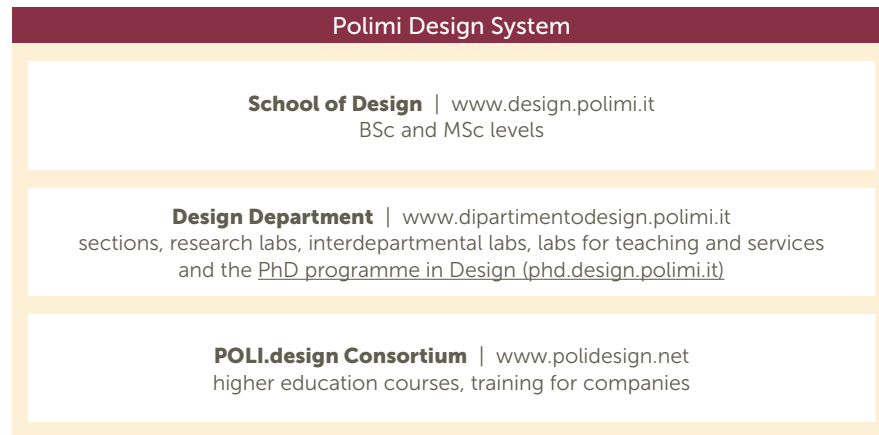 Polimi Design System
School of Design | www.design.polimi.it
BSc and MSc levels
Design Department | www.dipartimentodesign.polimi.it
sections, research labs, interdepartmental labs, labs for teaching and services
and the PhD programme in Design (phd.design.polimi.it)
POLI.design Consortium | www.polidesign.net
higher education courses, training for companies